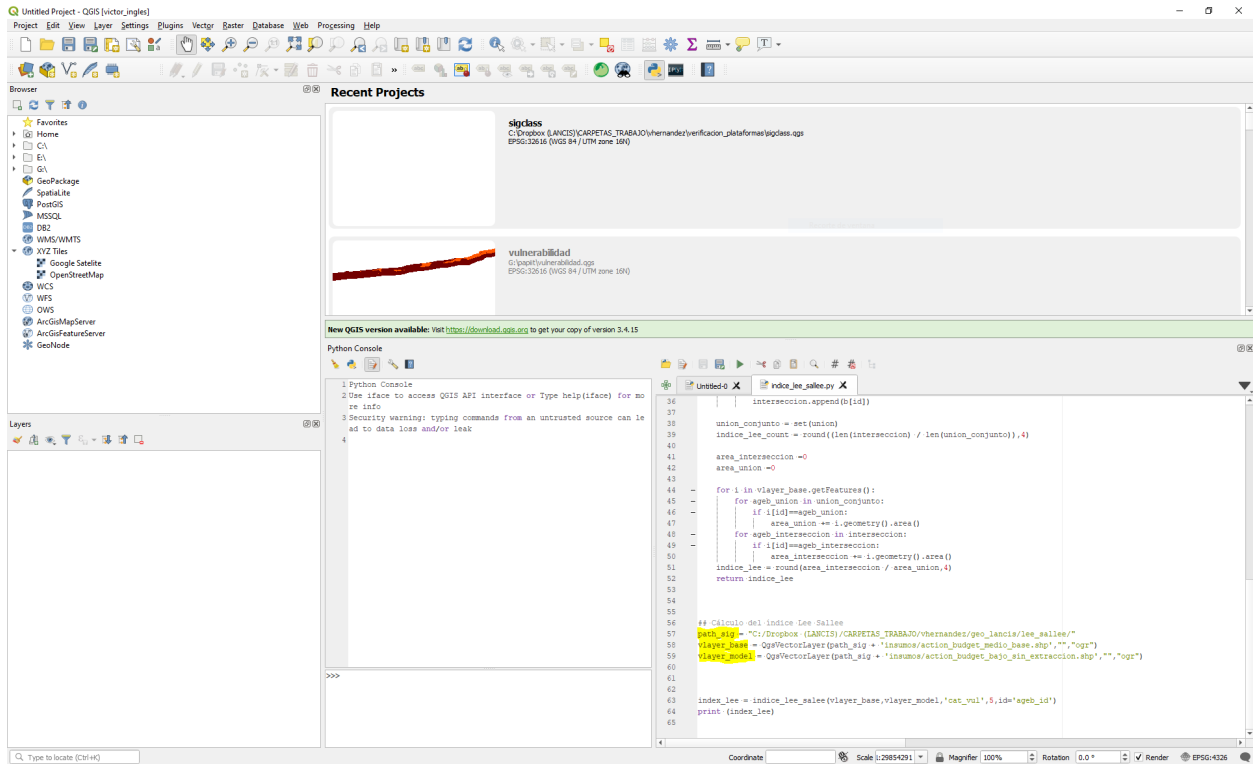 Untitled Project - QGIS [victor_ingles]
Project Edit View Layer Settings Plugins Vector Raster Database Web Processing Help
Browser
Favorites
Home
C:\
E:\
G:\
GeoPackage
SpatiaLite
PostGIS
MSSQL
DB2
WMS/WMTS
XYZ Tiles
Google Satelite
OpenStreetMap
WCS
WFS
OWS
ArcGisMapServer
ArcGisFeatureServer
GeoNode
Layers
Recent Projects
sigclass
C:\Dropbox (LANCIS)\CARPETAS_TRABAJO\vhernandez\verificacion_plataformas\sigclass.qgs
EPSG:32616 (WGS 84 / UTM zone 16N)
vulnerabilidad
G:\papiit\vulnerabilidad.qgs
EPSG:32616 (WGS 84 / UTM zone 16N)
New QGIS version available: Visit https://download.qgis.org to get your copy of version 3.4.15
Python Console
1 Python Console
2 Use iface to access QGIS API interface or Type help(iface) for mo
re info
3 Security warning: typing commands from an untrusted source can le
ad to data loss and/or leak
4
>>>
Untitled-0
indice_lee_sallee.py
36 interseccion.append(b[id])
37
38 union_conjunto = set(union)
39 indice_lee_count = round((len(interseccion) / len(union_conjunto)),4)
40
41 area_interseccion =0
42 area_union =0
43
44 for i in vlayer_base.getFeatures():
45 for ageb_union in union_conjunto:
46 if i[id]==ageb_union:
47 area_union += i.geometry().area()
48 for ageb_interseccion in interseccion:
49 if i[id]==ageb_interseccion:
50 area_interseccion += i.geometry().area()
51 indice_lee = round(area_interseccion / area_union,4)
52 return indice_lee
53
54
55
56 ## Cálculo del índice Lee Sallee
57 path_sig = "C:/Dropbox (LANCIS)/CARPETAS_TRABAJO/vhernandez/geo_lancis/lee_sallee/"
58 vlayer_base = QgsVectorLayer(path_sig + 'insumos/action_budget_medio_base.shp',"","ogr")
59 vlayer_model = QgsVectorLayer(path_sig + 'insumos/action_budget_bajo_sin_extraccion.shp',"","ogr")
60
61
62
63 index_lee = indice_lee_salee(vlayer_base,vlayer_model,'cat_vul',5,id='ageb_id')
64 print (index_lee)
65
Type to locate (Ctrl+K)
Coordinate
Scale 1:29854291
Magnifier 100%
Rotation 0.0 °
Render
EPSG:4326